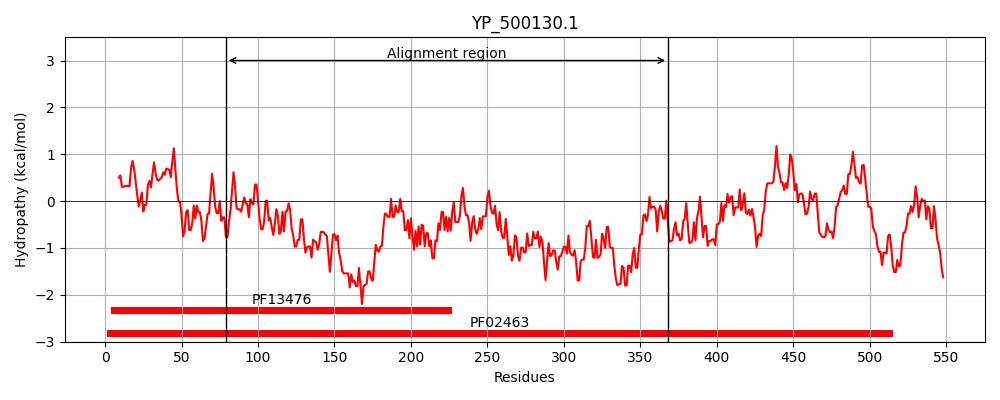 YP_500130.1
Hydropathy (kcal/mol)
3
2
1
0
−1
−2
−3
Alignment region
PF13476
PF02463
0 50 100 150 200 250 300 350 400 450 500 550
Residues